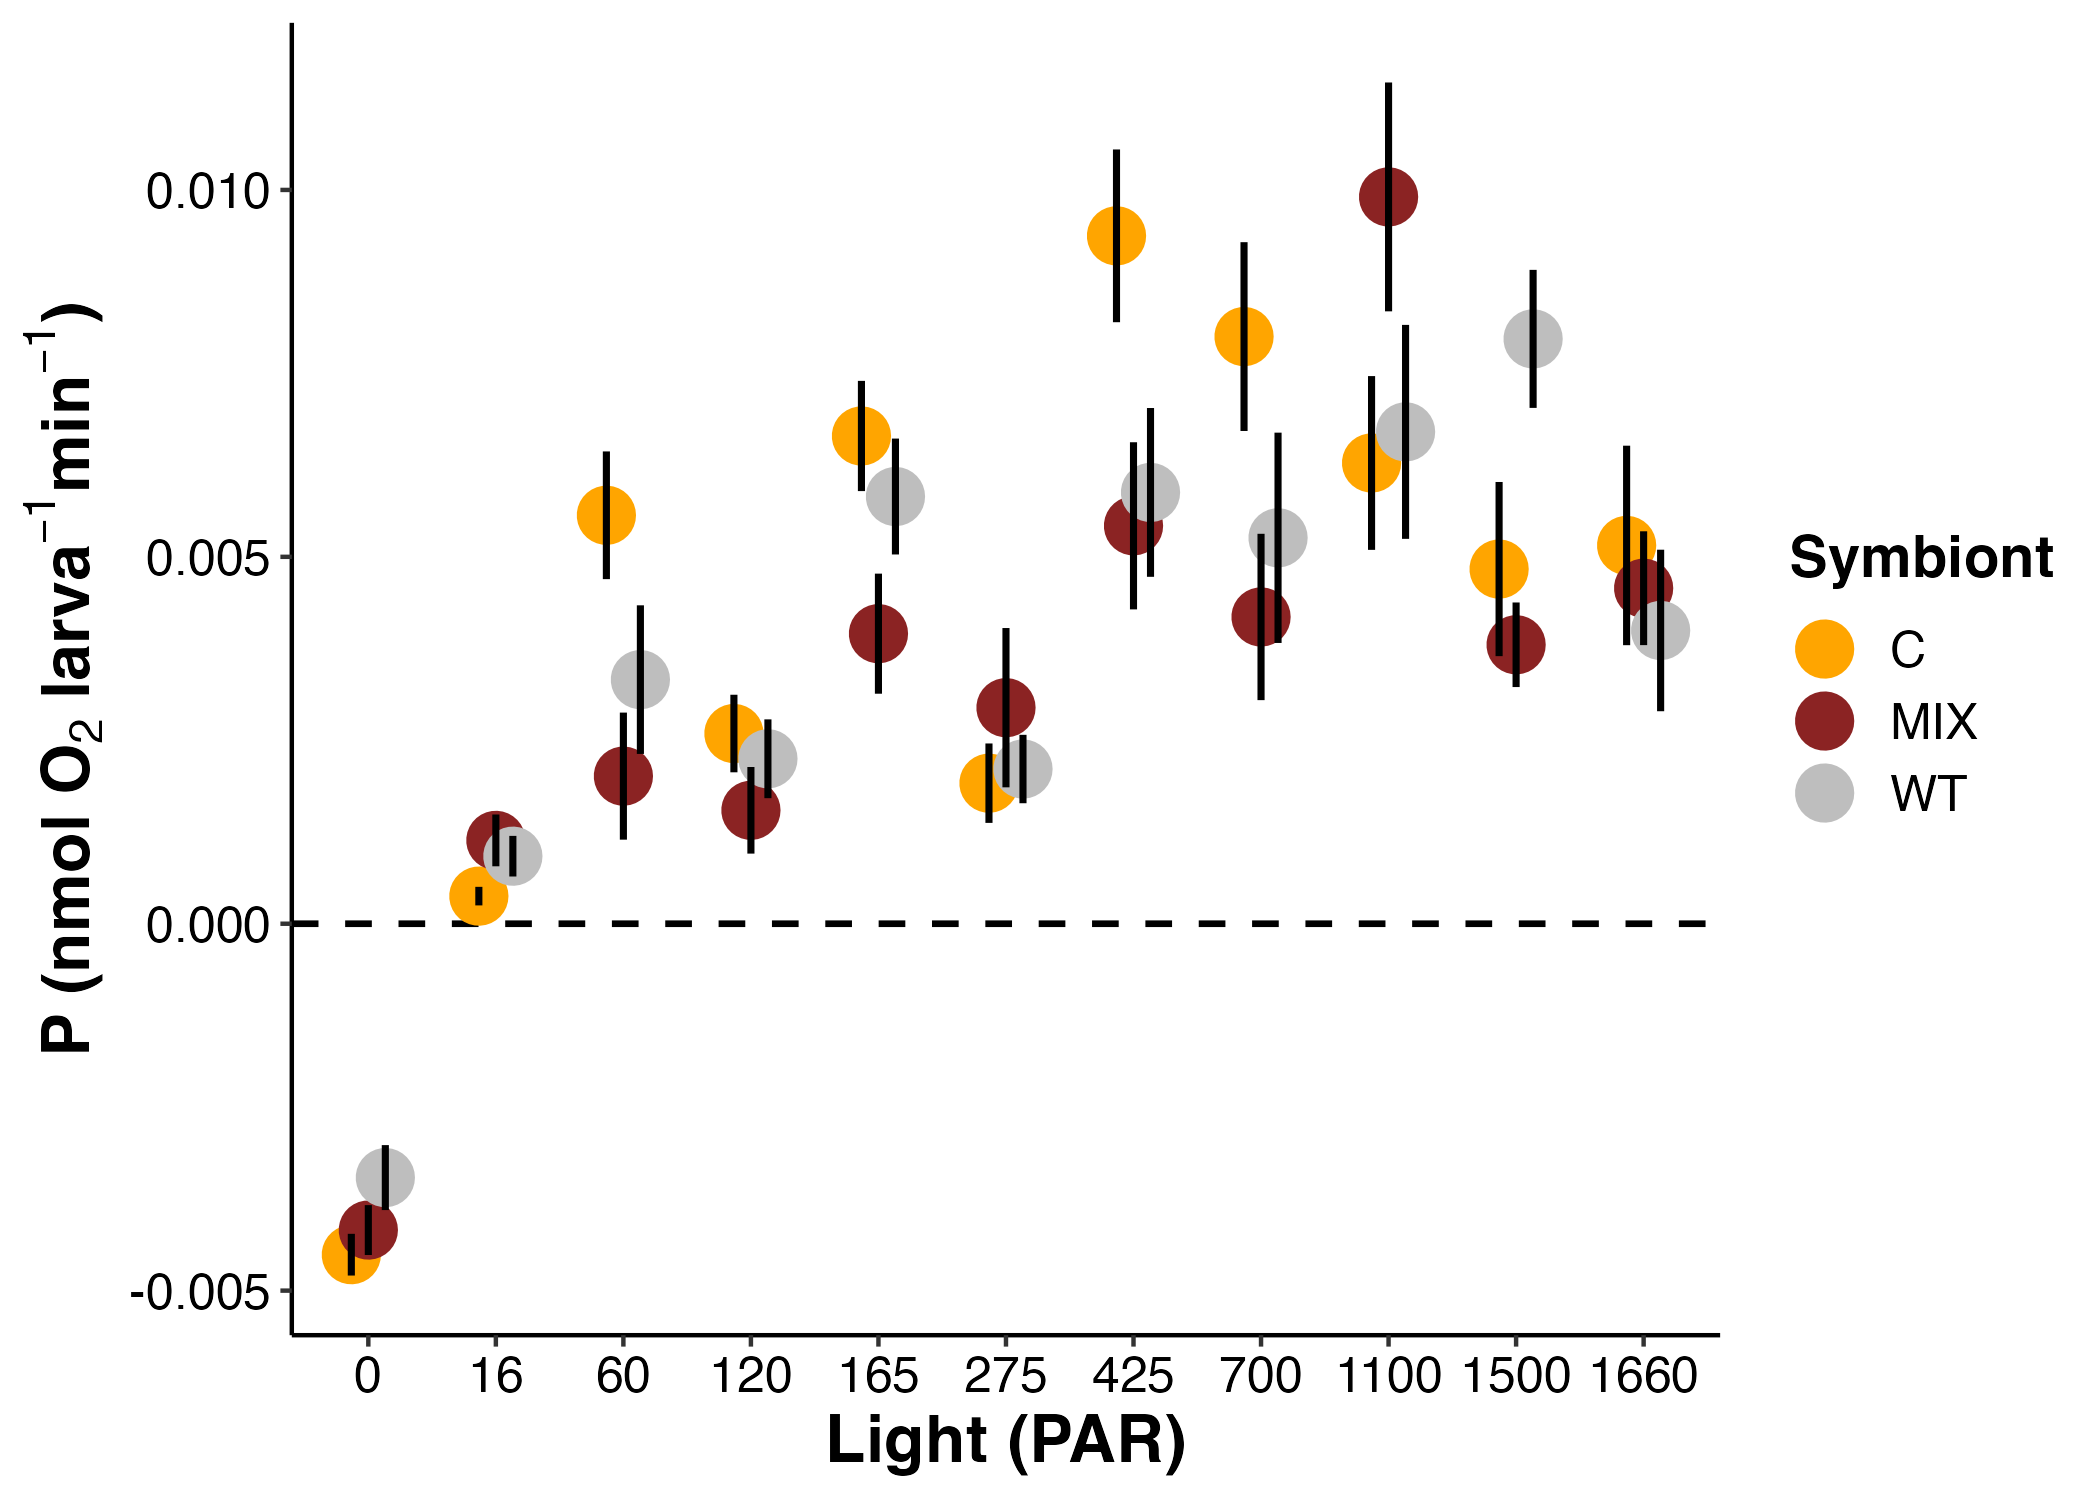 P (nmol O₂ larva⁻¹min⁻¹)
0.010
0.005
0.000
-0.005
0 16 60 120 165 275 425 700 1100 1500 1660
Light (PAR)
Symbiont
C
MIX
WT